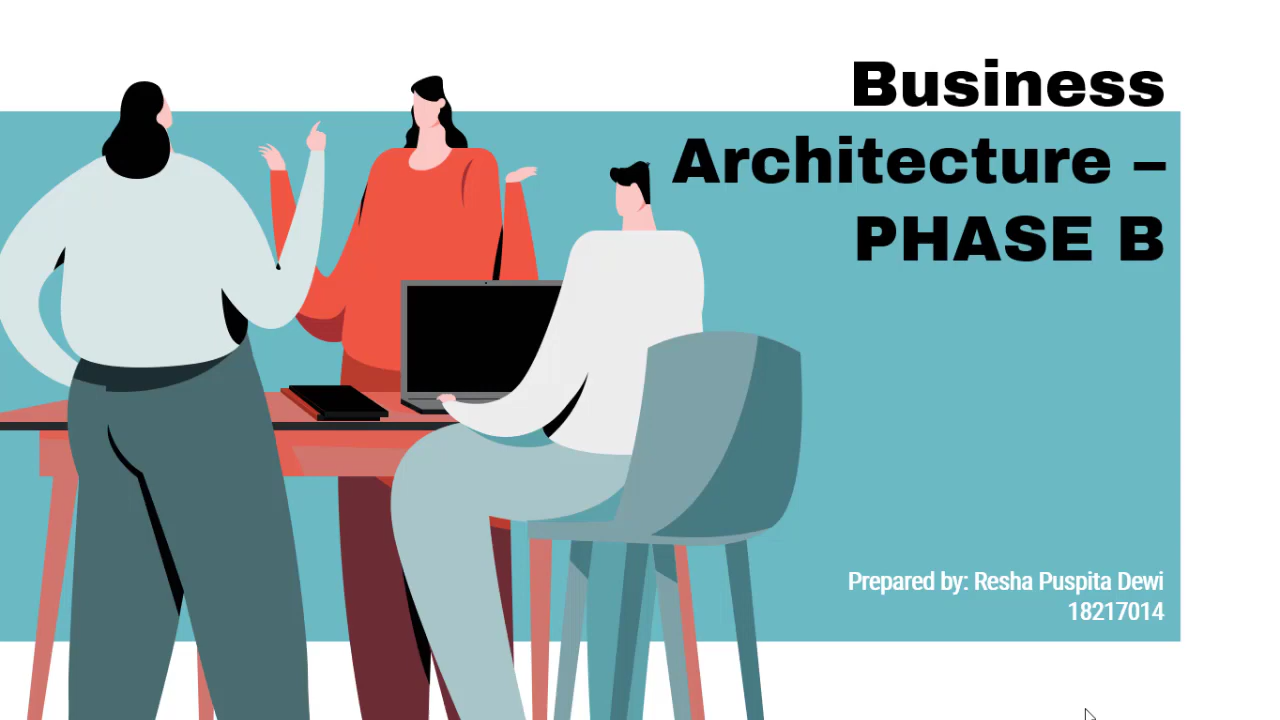 Business
Architecture –
PHASE B
Prepared by: Resha Puspita Dewi
18217014